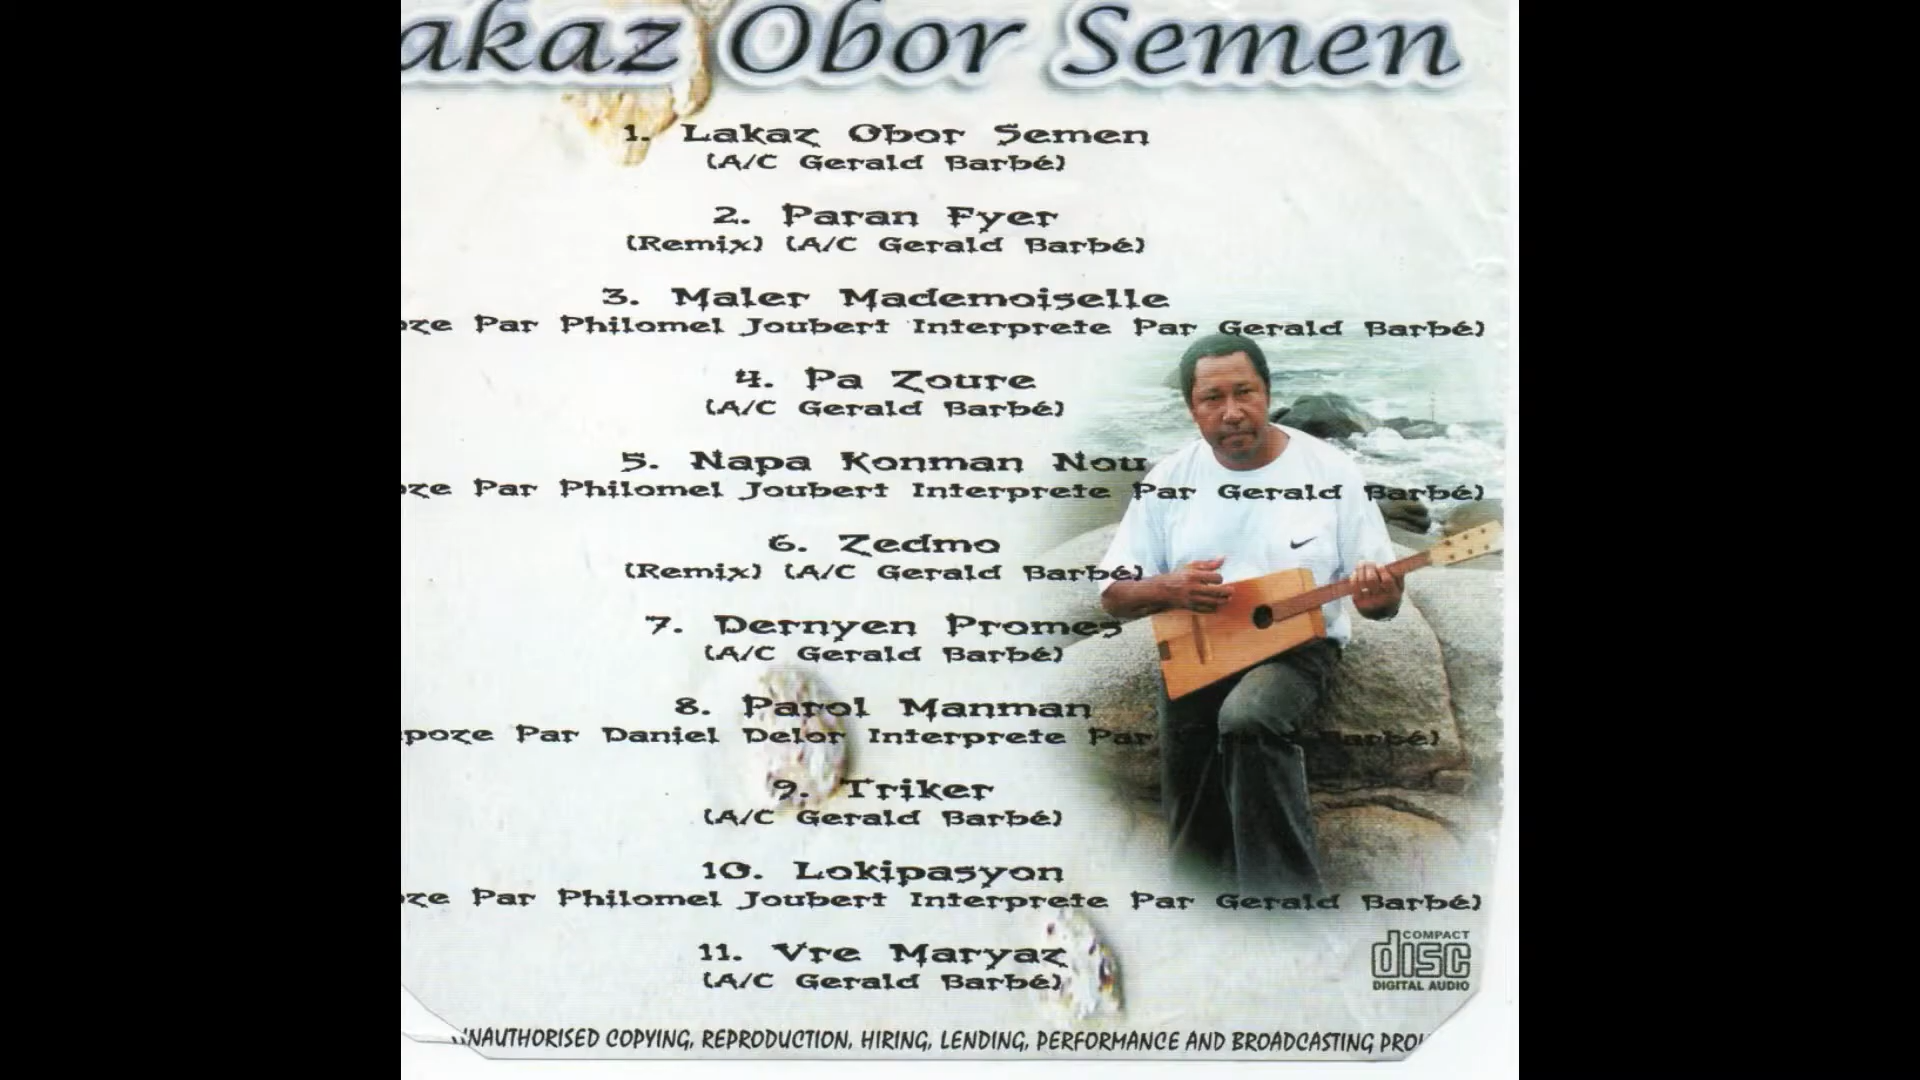 akaz Obor Semen
1. Lakaz Obor Semen
(A/C Gerald Barbé)
2. Paran Fyer
(Remix) (A/C Gerald Barbé)
3. Maler Mademoiselle
oze Par Philomel Joubert Interprete Par Gerald Barbé)
4. Pa Zoure
(A/C Gerald Barbé)
5. Napa Konman Nou
oze Par Philomel Joubert Interprete Par Gerald Barbé)
6. Zedmo
(Remix) (A/C Gerald Barbé)
7. Dernyen Promes
(A/C Gerald Barbé)
8. Parol Manman
poze Par Daniel Delor Interprete Par Barbé)
9. Triker
(A/C Gerald Barbé)
10. Lokipasyon
oze Par Philomel Joubert Interprete Par Gerald Barbé)
11. Vre Maryaz
(A/C Gerald Barbé)
COMPACT
disc
DIGITAL AUDIO
UNAUTHORISED COPYING, REPRODUCTION, HIRING, LENDING, PERFORMANCE AND BROADCASTING